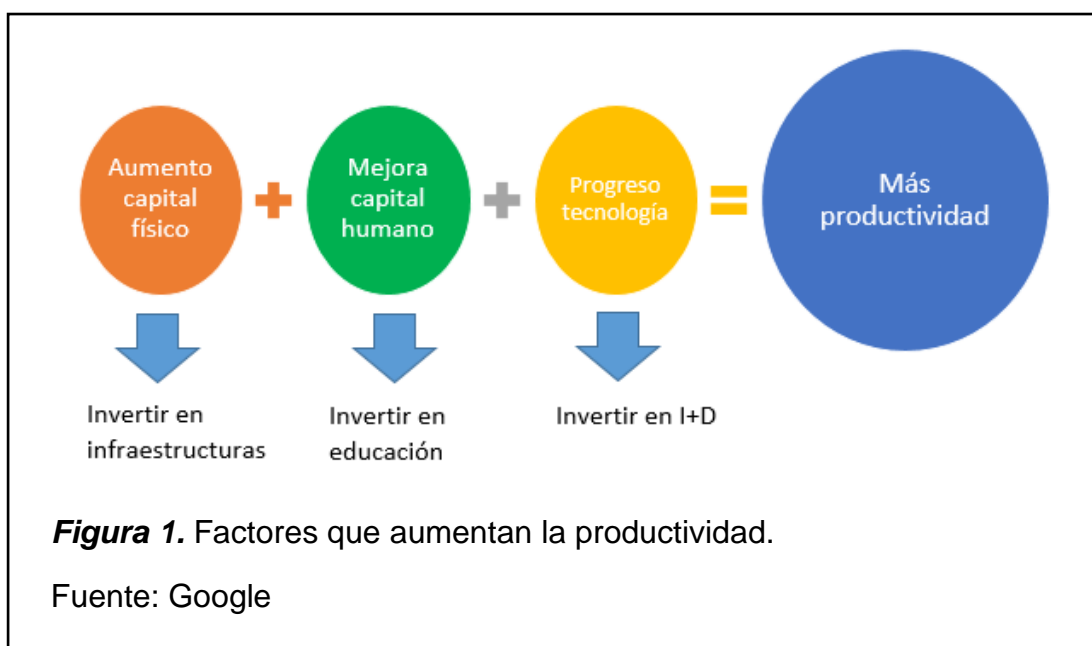 Aumento
capital
físico
+
Mejora
capital
humano
+
Progreso
tecnología
=
Más
productividad
Invertir en
infraestructuras
Invertir en
educación
Invertir en I+D
Figura 1. Factores que aumentan la productividad.
Fuente: Google